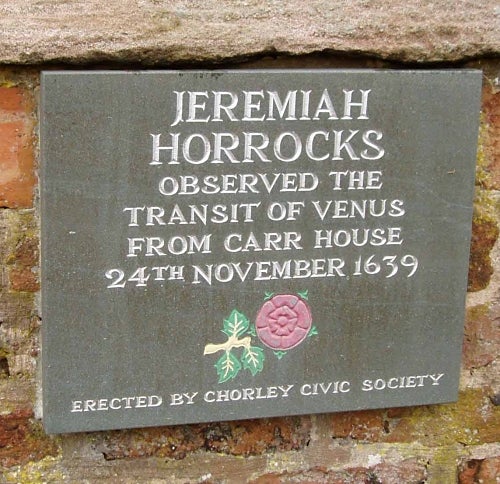 JEREMIAH
HORROCKS
OBSERVED THE
TRANSIT OF VENUS
FROM CARR HOUSE
24TH NOVEMBER 1639
ERECTED BY CHORLEY CIVIC SOCIETY